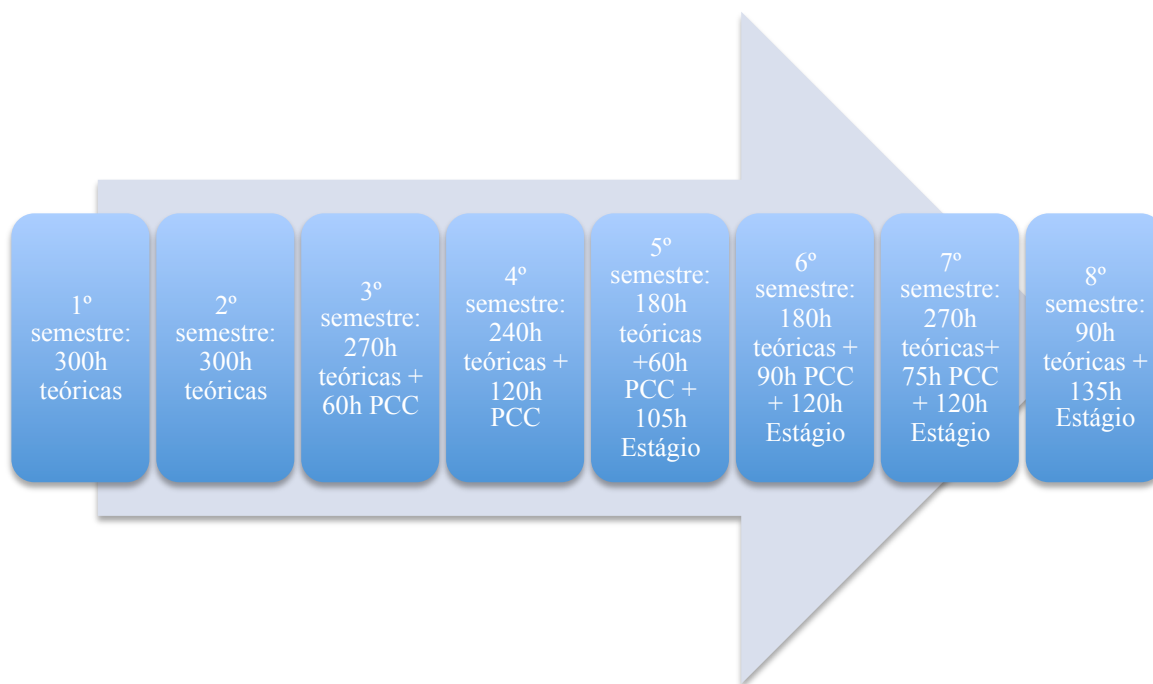 1º
semestre:
300h
teóricas
2º
semestre:
300h
teóricas
3º
semestre:
270h
teóricas +
60h PCC
4º
semestre:
240h
teóricas +
120h
PCC
5º
semestre:
180h
teóricas
+60h
PCC +
105h
Estágio
6º
semestre:
180h
teóricas +
90h PCC
+ 120h
Estágio
7º
semestre:
270h
teóricas+
75h PCC
+ 120h
Estágio
8º
semestre:
90h
teóricas +
135h
Estágio